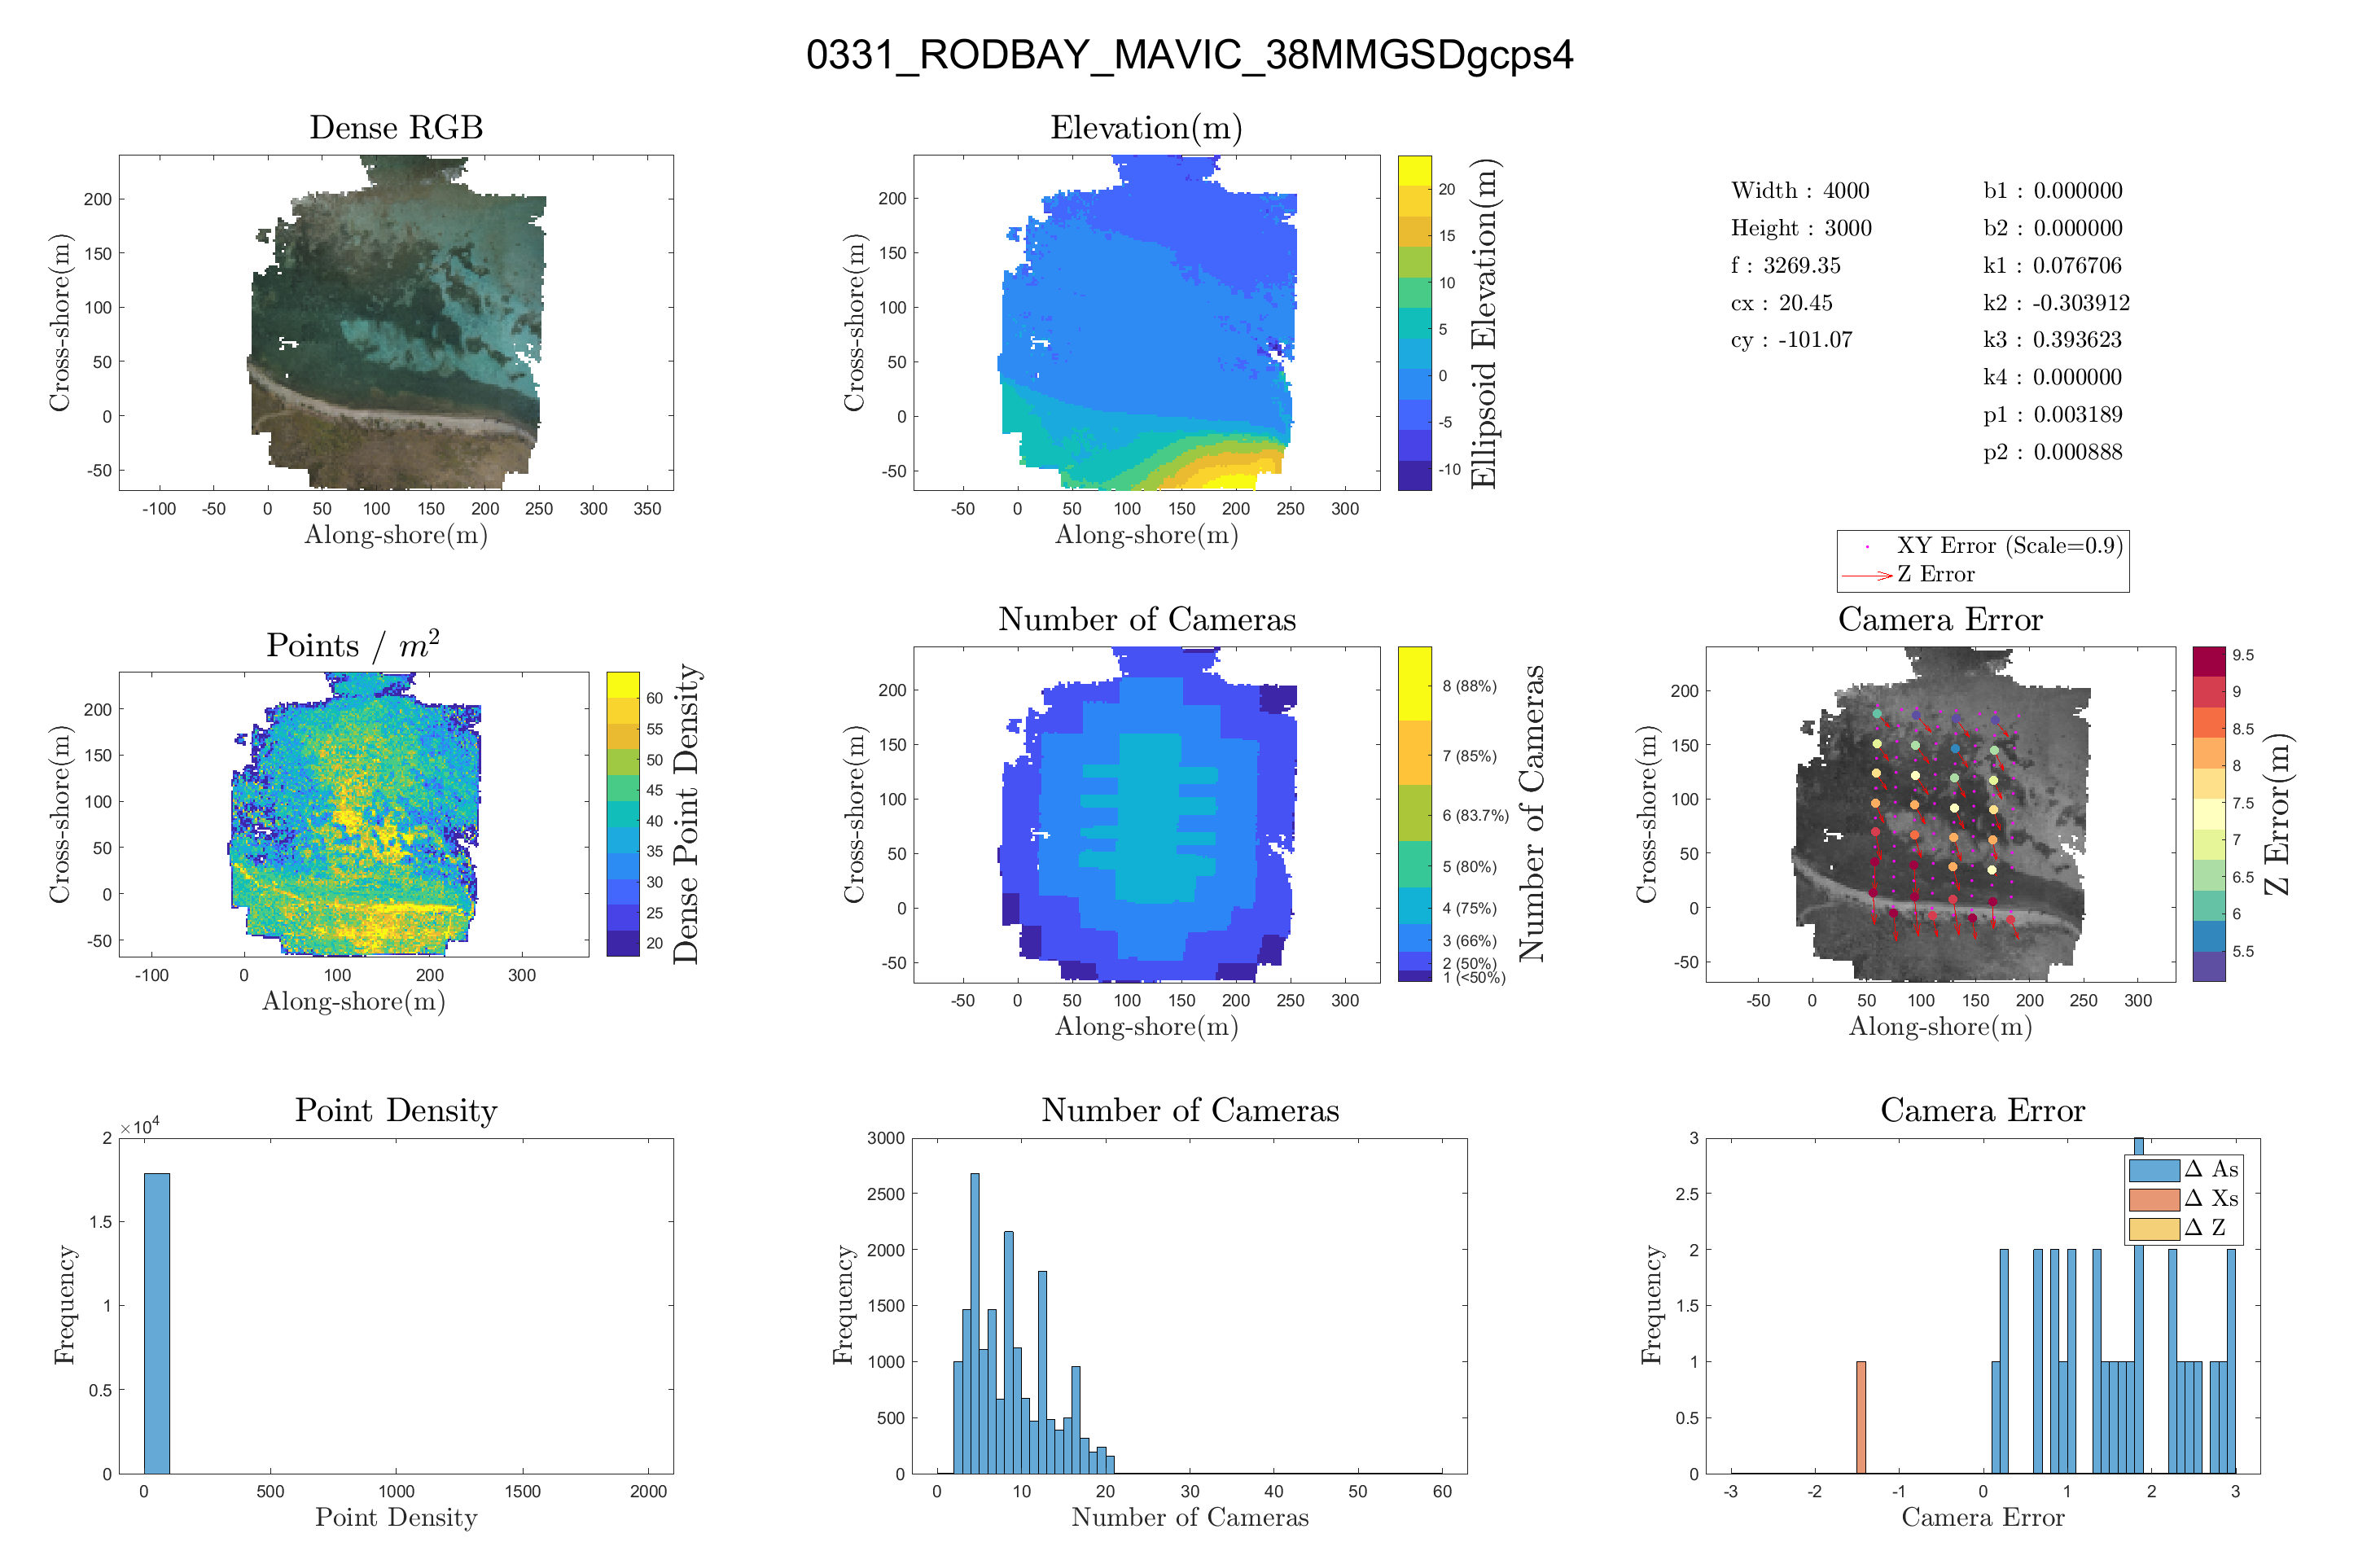 0331_RODBAY_MAVIC_38MMGSDgcps4
Dense RGB
Cross-shore(m)
200
150
100
50
0
-50
-100 -50 0 50 100 150 200 250 300 350
Along-shore(m)
Elevation(m)
Cross-shore(m)
200
150
100
50
0
-50
-50 0 50 100 150 200 250 300
Along-shore(m)
20
15
10
5
0
-5
-10
Ellipsoid Elevation(m)
Width : 4000
Height : 3000
f : 3269.35
cx : 20.45
cy : -101.07
b1 : 0.000000
b2 : 0.000000
k1 : 0.076706
k2 : -0.303912
k3 : 0.393623
k4 : 0.000000
p1 : 0.003189
p2 : 0.000888
Points / m²
Cross-shore(m)
200
150
100
50
0
-50
-100 0 100 200 300
Along-shore(m)
60
55
50
45
40
35
30
25
20
Dense Point Density
Number of Cameras
Cross-shore(m)
200
150
100
50
0
-50
-50 0 50 100 150 200 250 300
Along-shore(m)
8 (88%)
7 (85%)
6 (83.7%)
5 (80%)
4 (75%)
3 (66%)
2 (50%)
1 (<50%)
Number of Cameras
XY Error (Scale=0.9)
Z Error
Camera Error
Cross-shore(m)
200
150
100
50
0
-50
-50 0 50 100 150 200 250 300
Along-shore(m)
9.5
9
8.5
8
7.5
7
6.5
6
5.5
Z Error(m)
Point Density
×10⁴
Frequency
2
1.5
1
0.5
0
0 500 1000 1500 2000
Point Density
Number of Cameras
Frequency
3000
2500
2000
1500
1000
500
0
0 10 20 30 40 50 60
Number of Cameras
Camera Error
Frequency
3
2.5
2
1.5
1
0.5
0
-3 -2 -1 0 1 2 3
Camera Error
Δ As
Δ Xs
Δ Z